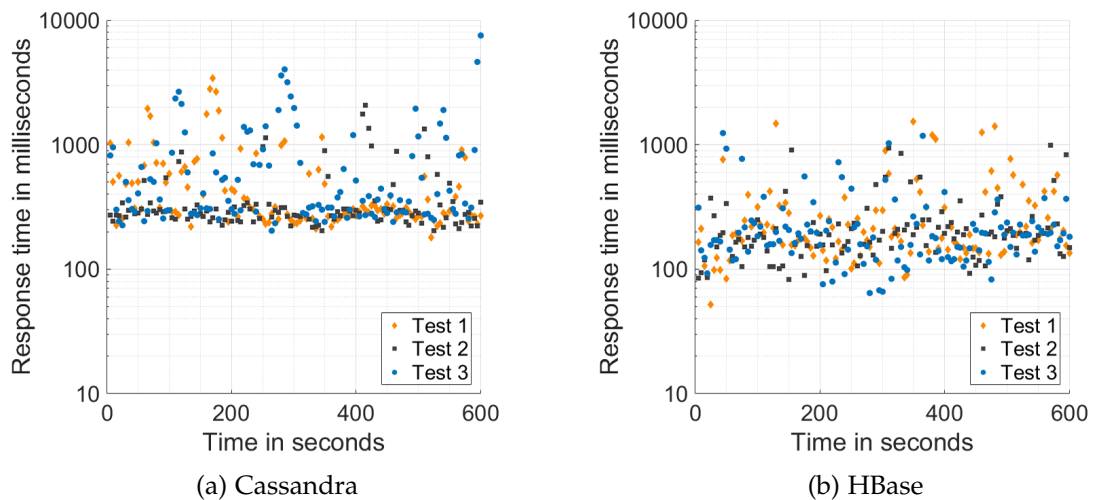 Response time in milliseconds
10000
1000
100
10
0
200
400
600
Time in seconds
Test 1
Test 2
Test 3
(a) Cassandra
Response time in milliseconds
10000
1000
100
10
0
200
400
600
Time in seconds
Test 1
Test 2
Test 3
(b) HBase